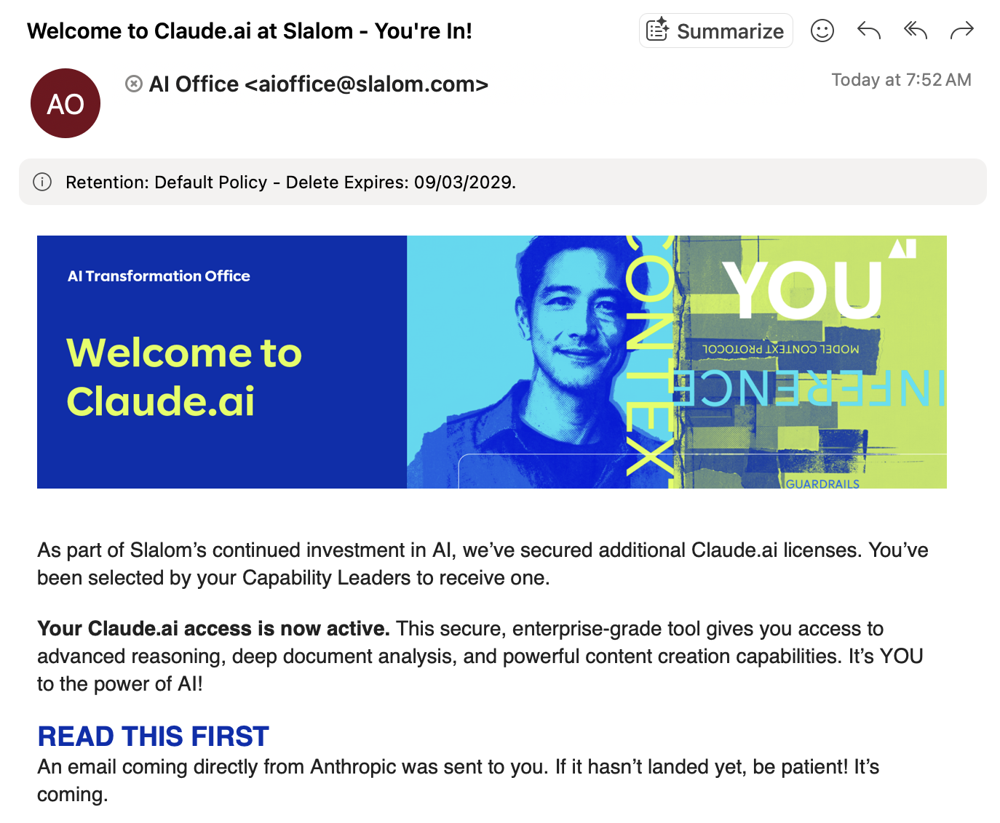 Welcome to Claude.ai at Slalom - You're In!
Summarize
AO
AI Office <aioffice@slalom.com>
Today at 7:52 AM
Retention: Default Policy - Delete Expires: 09/03/2029.
AI Transformation Office
Welcome to
Claude.ai
CONTEXT
YOU
AI
MODEL CONTEXT PROTOCOL
INFERENCE
GUARDRAILS
As part of Slalom’s continued investment in AI, we’ve secured additional Claude.ai licenses. You’ve
been selected by your Capability Leaders to receive one.
Your Claude.ai access is now active. This secure, enterprise-grade tool gives you access to
advanced reasoning, deep document analysis, and powerful content creation capabilities. It’s YOU
to the power of AI!
READ THIS FIRST
An email coming directly from Anthropic was sent to you. If it hasn’t landed yet, be patient! It’s
coming.